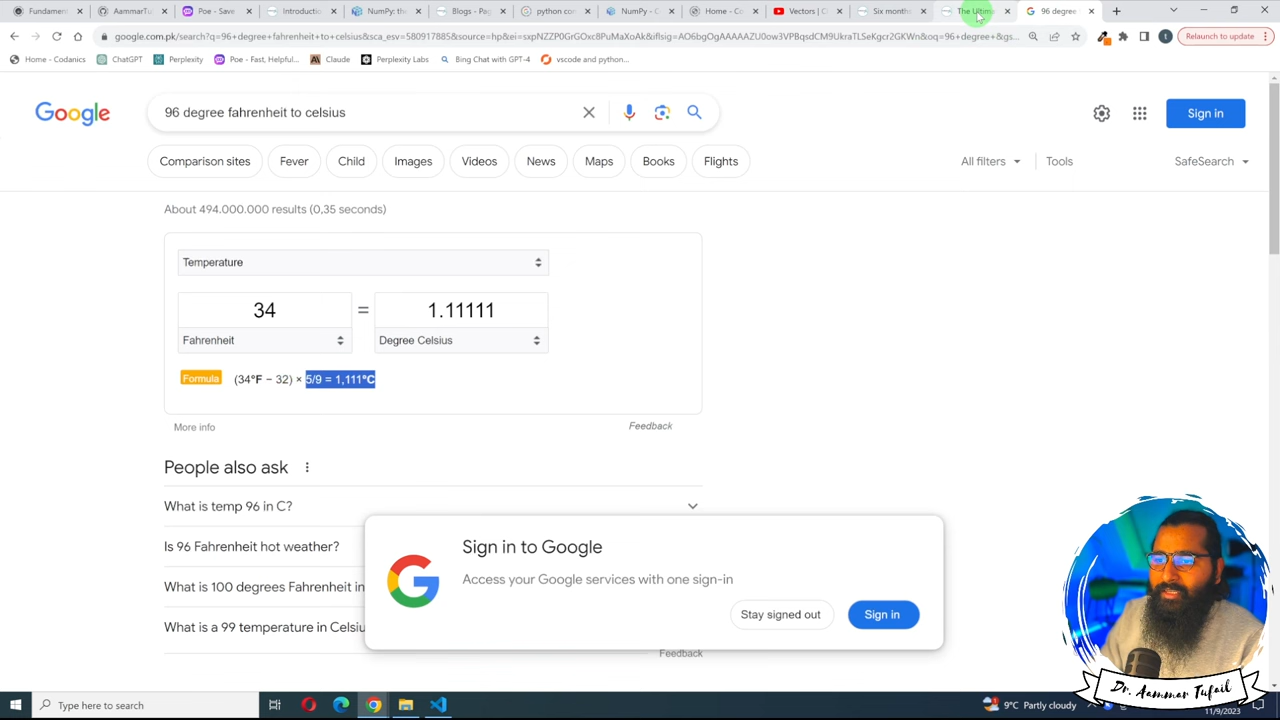 Fundamen
AammarTu
Poe - Save
Introductio
NumPy: the
Blogs - Pag
python con
NumPy - C
Home - Co
Vectors | Ch
Six months
The Ultima
96 degree
google.com.pk/search?q=96+degree+fahrenheit+to+celsius&sca_esv=580917885&source=hp&ei=sxpNZZP0GrGOxc8PuMaXoAk&iflsig=AO6bgOgAAAAAZU0ow3VPBqsdCM9UkraTLSeKgcr2GKWn&oq=96+degree+&gs...
Relaunch to update
Home - Codanics
ChatGPT
Perplexity
Poe - Fast, Helpful...
Claude
Perplexity Labs
Bing Chat with GPT-4
vscode and python...
Google
96 degree fahrenheit to celsius
Sign in
Comparison sites
Fever
Child
Images
Videos
News
Maps
Books
Flights
All filters
Tools
SafeSearch
About 494.000.000 results (0,35 seconds)
Temperature
34 = 1.11111
Fahrenheit
Degree Celsius
Formula (34°F − 32) × 5/9 = 1,111°C
More info
Feedback
People also ask
What is temp 96 in C?
Is 96 Fahrenheit hot weather?
What is 100 degrees Fahrenheit in
What is a 99 temperature in Celsiu
Sign in to Google
Access your Google services with one sign-in
Stay signed out
Sign in
Feedback
Dr. Aammar Tufail
Type here to search
9°C Partly cloudy
11/9/2023